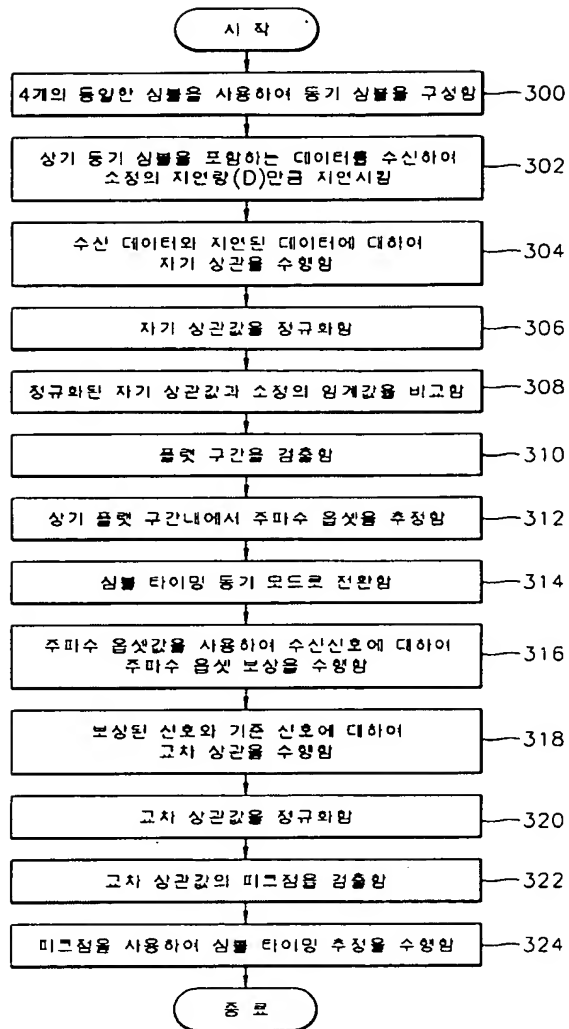 시 작
4개의 동일한 심볼을 사용하여 동기 심볼을 구성함
300
상기 동기 심볼을 포함하는 데이터를 수신하여
소정의 지연량(D)만큼 지연시킴
302
수신 데이터와 지연된 데이터에 대하여
자기 상관을 수행함
304
자기 상관값을 정규화함
306
정규화된 자기 상관값과 소정의 임계값을 비교함
308
플랫 구간을 검출함
310
상기 플랫 구간내에서 주파수 옵셋을 추정함
312
심볼 타이밍 동기 모드로 전환함
314
주파수 옵셋값을 사용하여 수신신호에 대하여
주파수 옵셋 보상을 수행함
316
보상된 신호와 기준 신호에 대하여
교차 상관을 수행함
318
교차 상관값을 정규화함
320
교차 상관값의 피크점을 검출함
322
피크점을 사용하여 심볼 타이밍 추정을 수행함
324
종 료